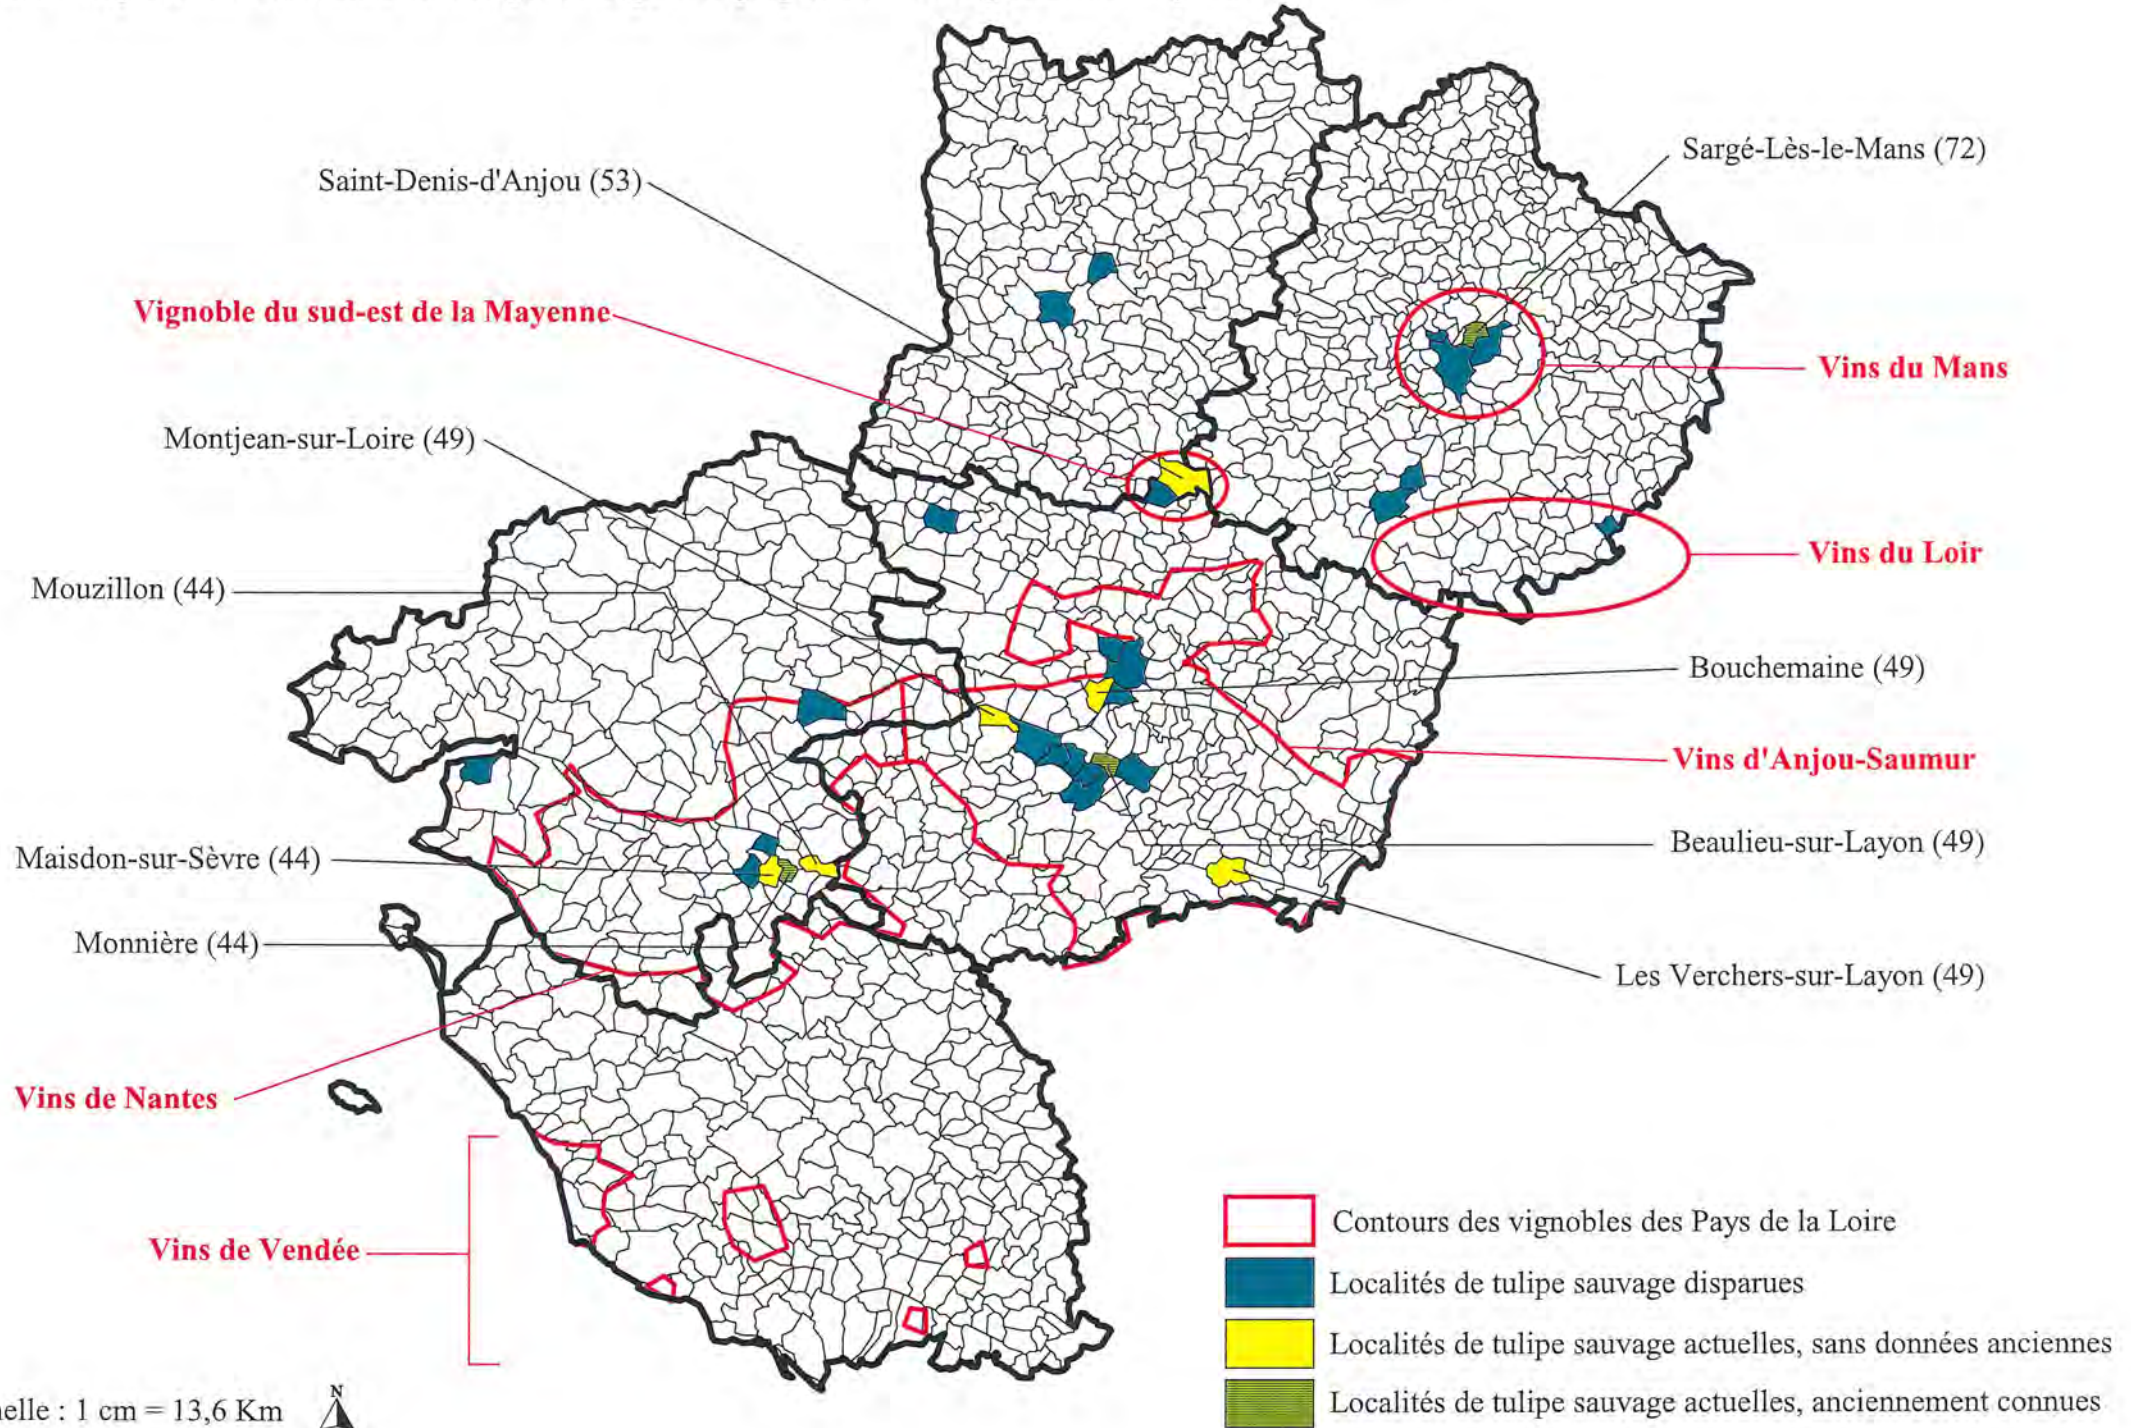 Sargé-Lès-le-Mans (72)
Saint-Denis-d'Anjou (53)
Vignoble du sud-est de la Mayenne
Vins du Mans
Montjean-sur-Loire (49)
Vins du Loir
Mouzillon (44)
Bouchemaine (49)
Vins d'Anjou-Saumur
Beaulieu-sur-Layon (49)
Maisdon-sur-Sèvre (44)
Monnière (44)
Les Verchers-sur-Layon (49)
Vins de Nantes
Vins de Vendée
Contours des vignobles des Pays de la Loire
Localités de tulipe sauvage disparues
Localités de tulipe sauvage actuelles, sans données anciennes
Localités de tulipe sauvage actuelles, anciennement connues
elle : 1 cm = 13,6 Km
N